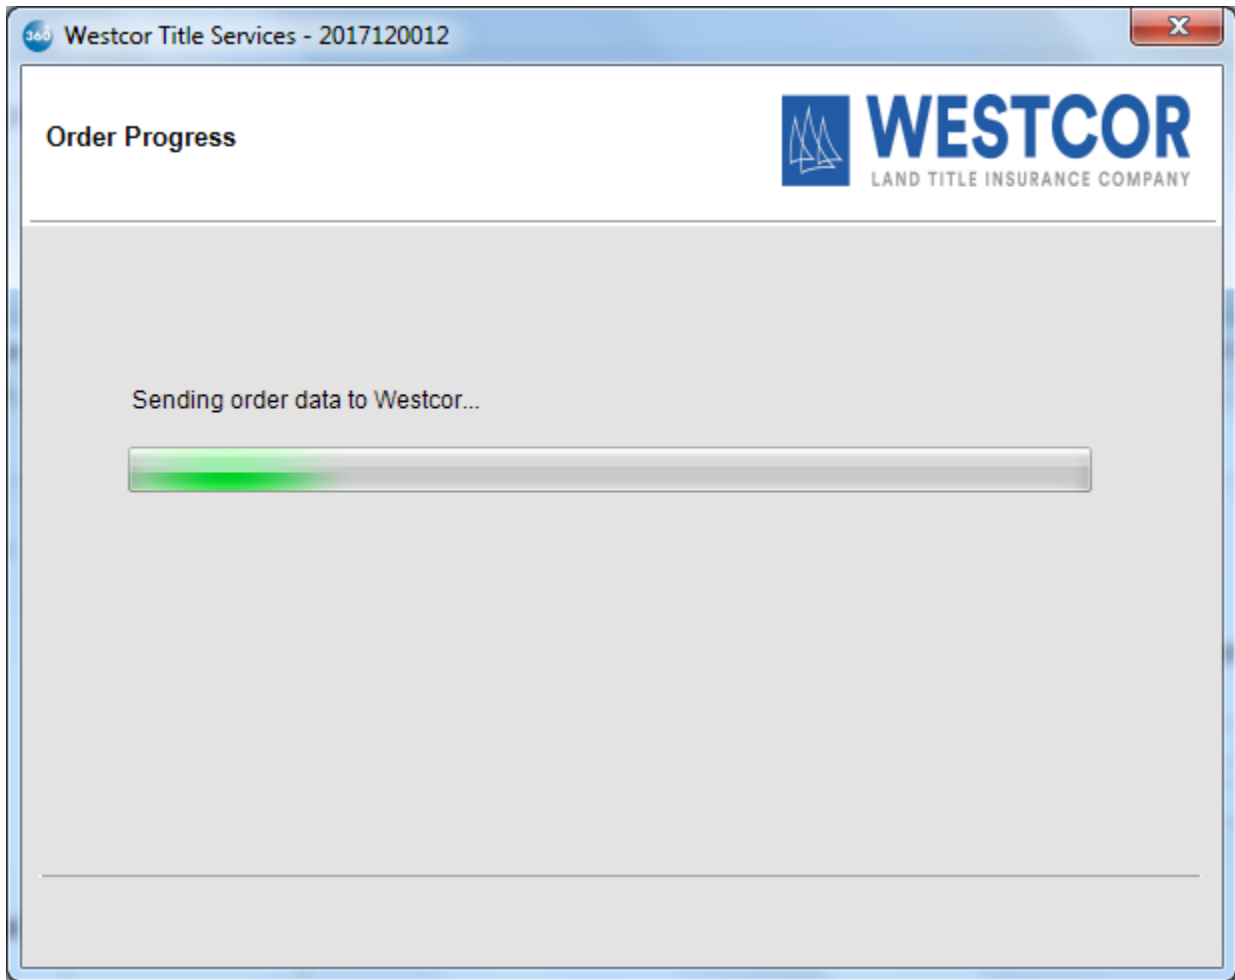 360 Westcor Title Services - 2017120012
X
Order Progress
WESTCOR
LAND TITLE INSURANCE COMPANY
Sending order data to Westcor...